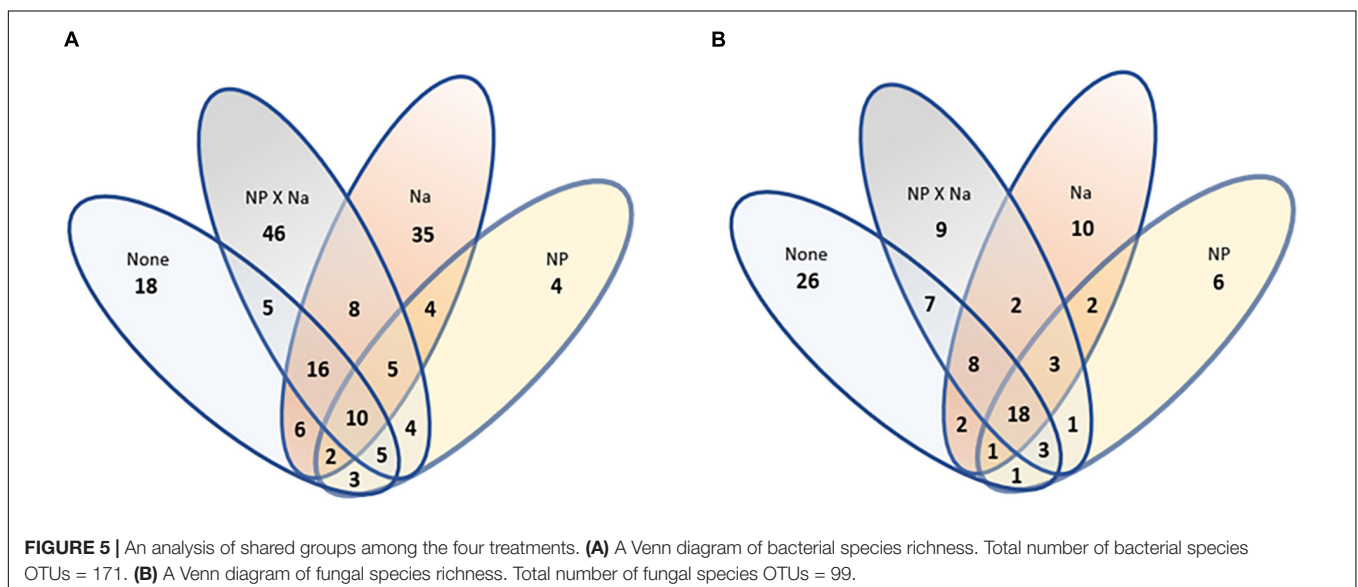 A
B
NP X Na
46
Na
35
None
18
NP
4
5
8
4
16
5
6
10
4
2
5
3
NP X Na
9
Na
10
None
26
NP
6
7
2
2
8
3
2
18
1
1
3
1
FIGURE 5 | An analysis of shared groups among the four treatments. (A) A Venn diagram of bacterial species richness. Total number of bacterial species
OTUs = 171. (B) A Venn diagram of fungal species richness. Total number of fungal species OTUs = 99.